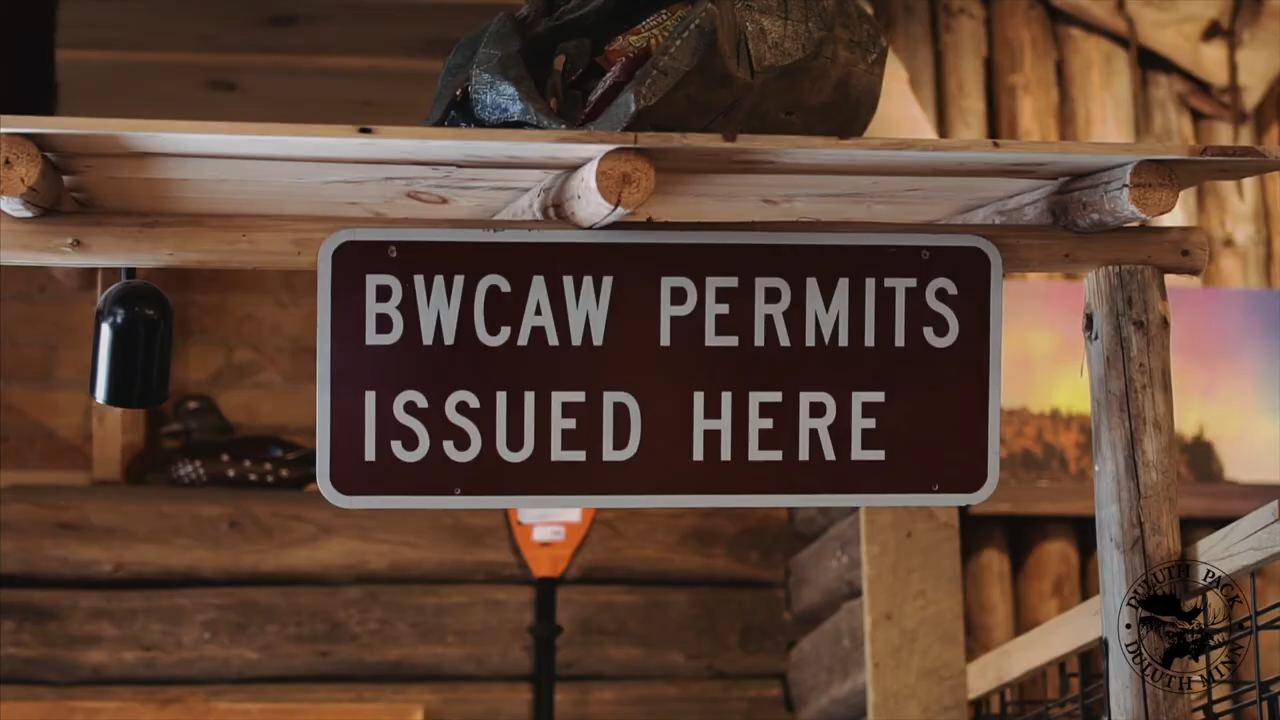 BWCAW PERMITS
ISSUED HERE
DULUTH PACK
DULUTH MINN